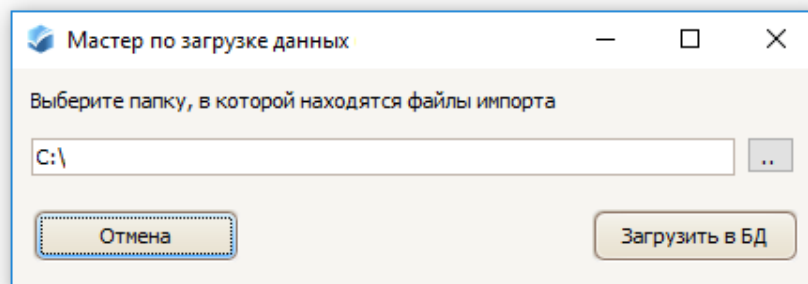 Мастер по загрузке данных
Выберите папку, в которой находятся файлы импорта
C:\
..
Отмена
Загрузить в БД